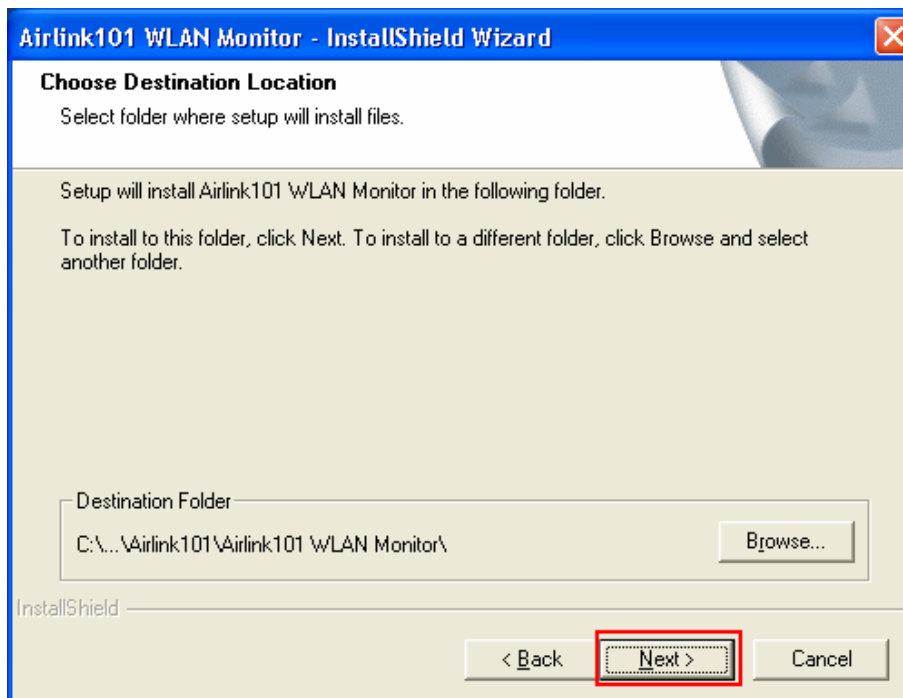 Airlink101 WLAN Monitor - InstallShield Wizard
Choose Destination Location
Select folder where setup will install files.
Setup will install Airlink101 WLAN Monitor in the following folder.
To install to this folder, click Next. To install to a different folder, click Browse and select
another folder.
Destination Folder
C:\...\Airlink101\Airlink101 WLAN Monitor\
Browse...
InstallShield
< Back
Next >
Cancel